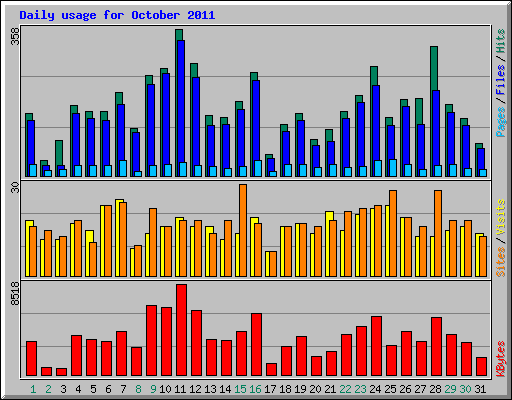 Daily usage for October 2011
358
Pages / Files / Hits
30
Sites / Visits
8518
KBytes
1 2 3 4 5 6 7 8 9 10 11 12 13 14 15 16 17 18 19 20 21 22 23 24 25 26 27 28 29 30 31